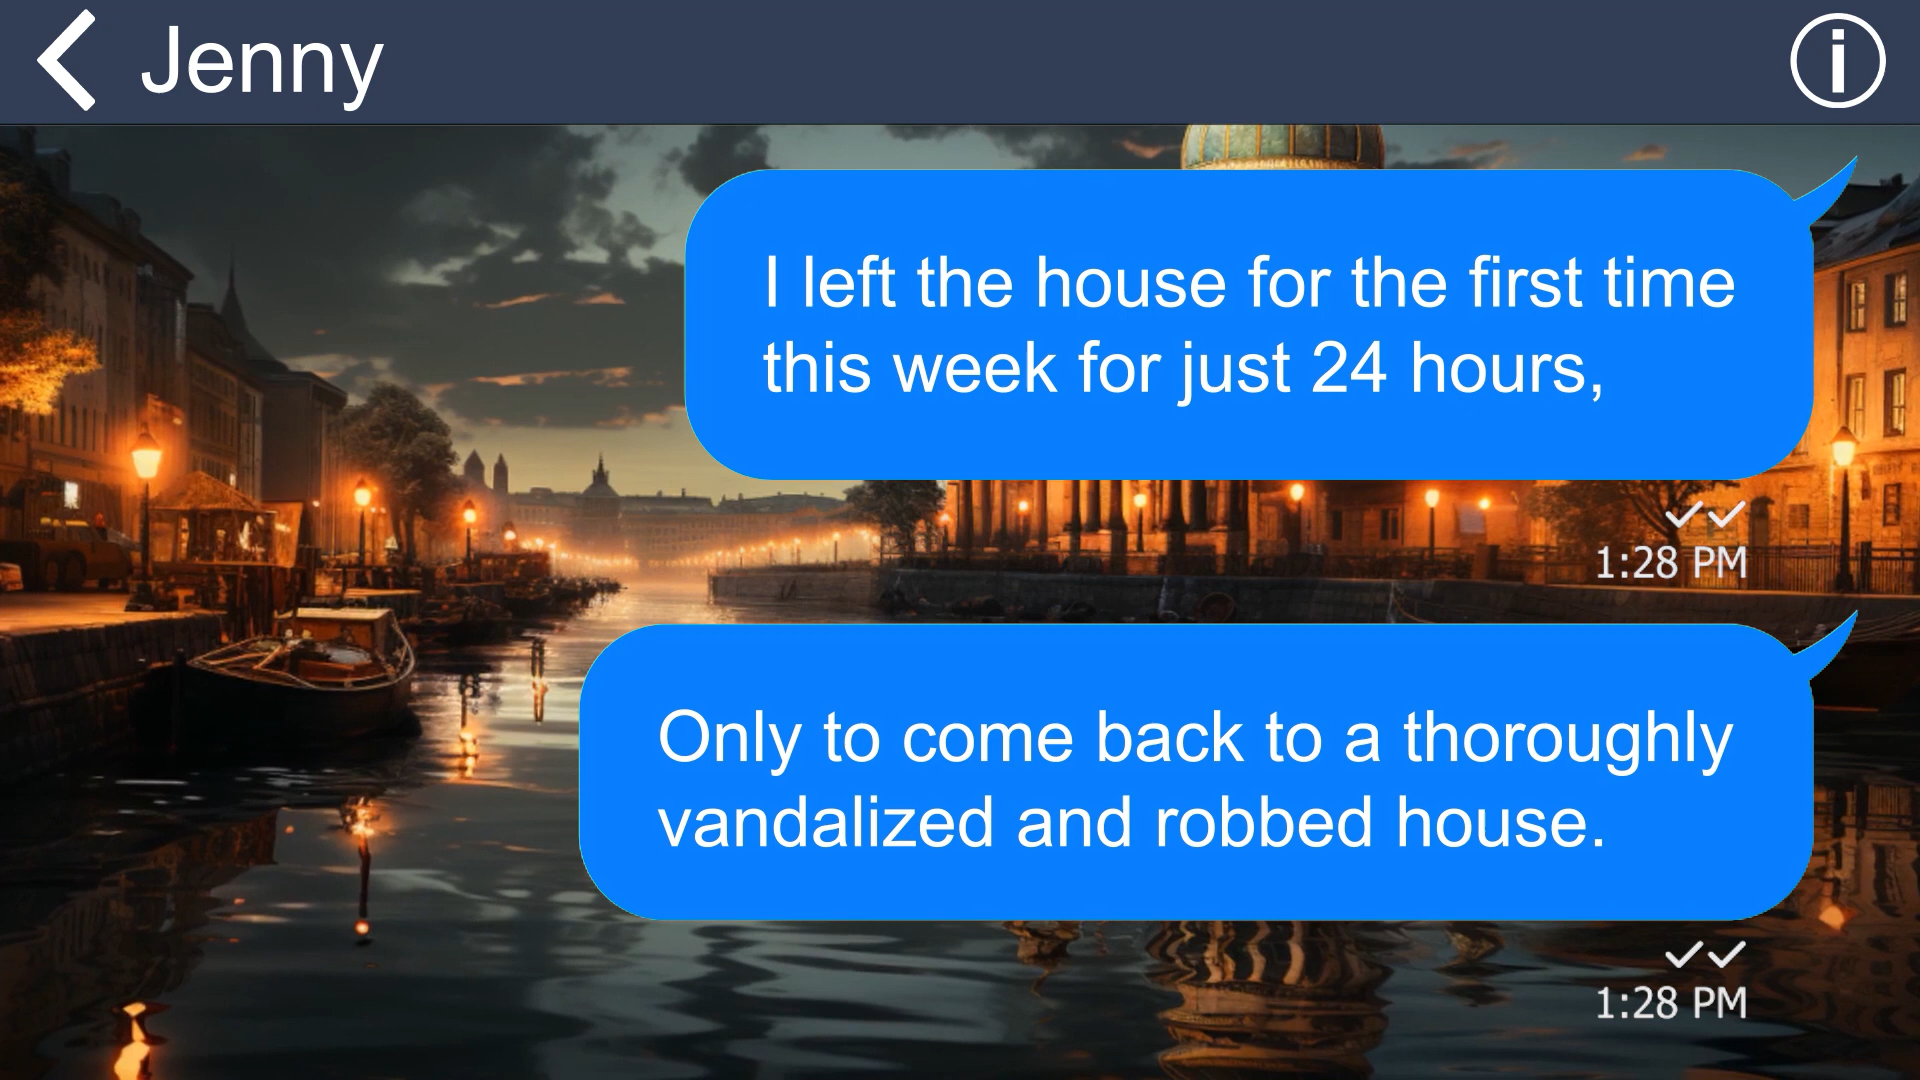 Jenny
I left the house for the first time
this week for just 24 hours,
1:28 PM
Only to come back to a thoroughly
vandalized and robbed house.
1:28 PM